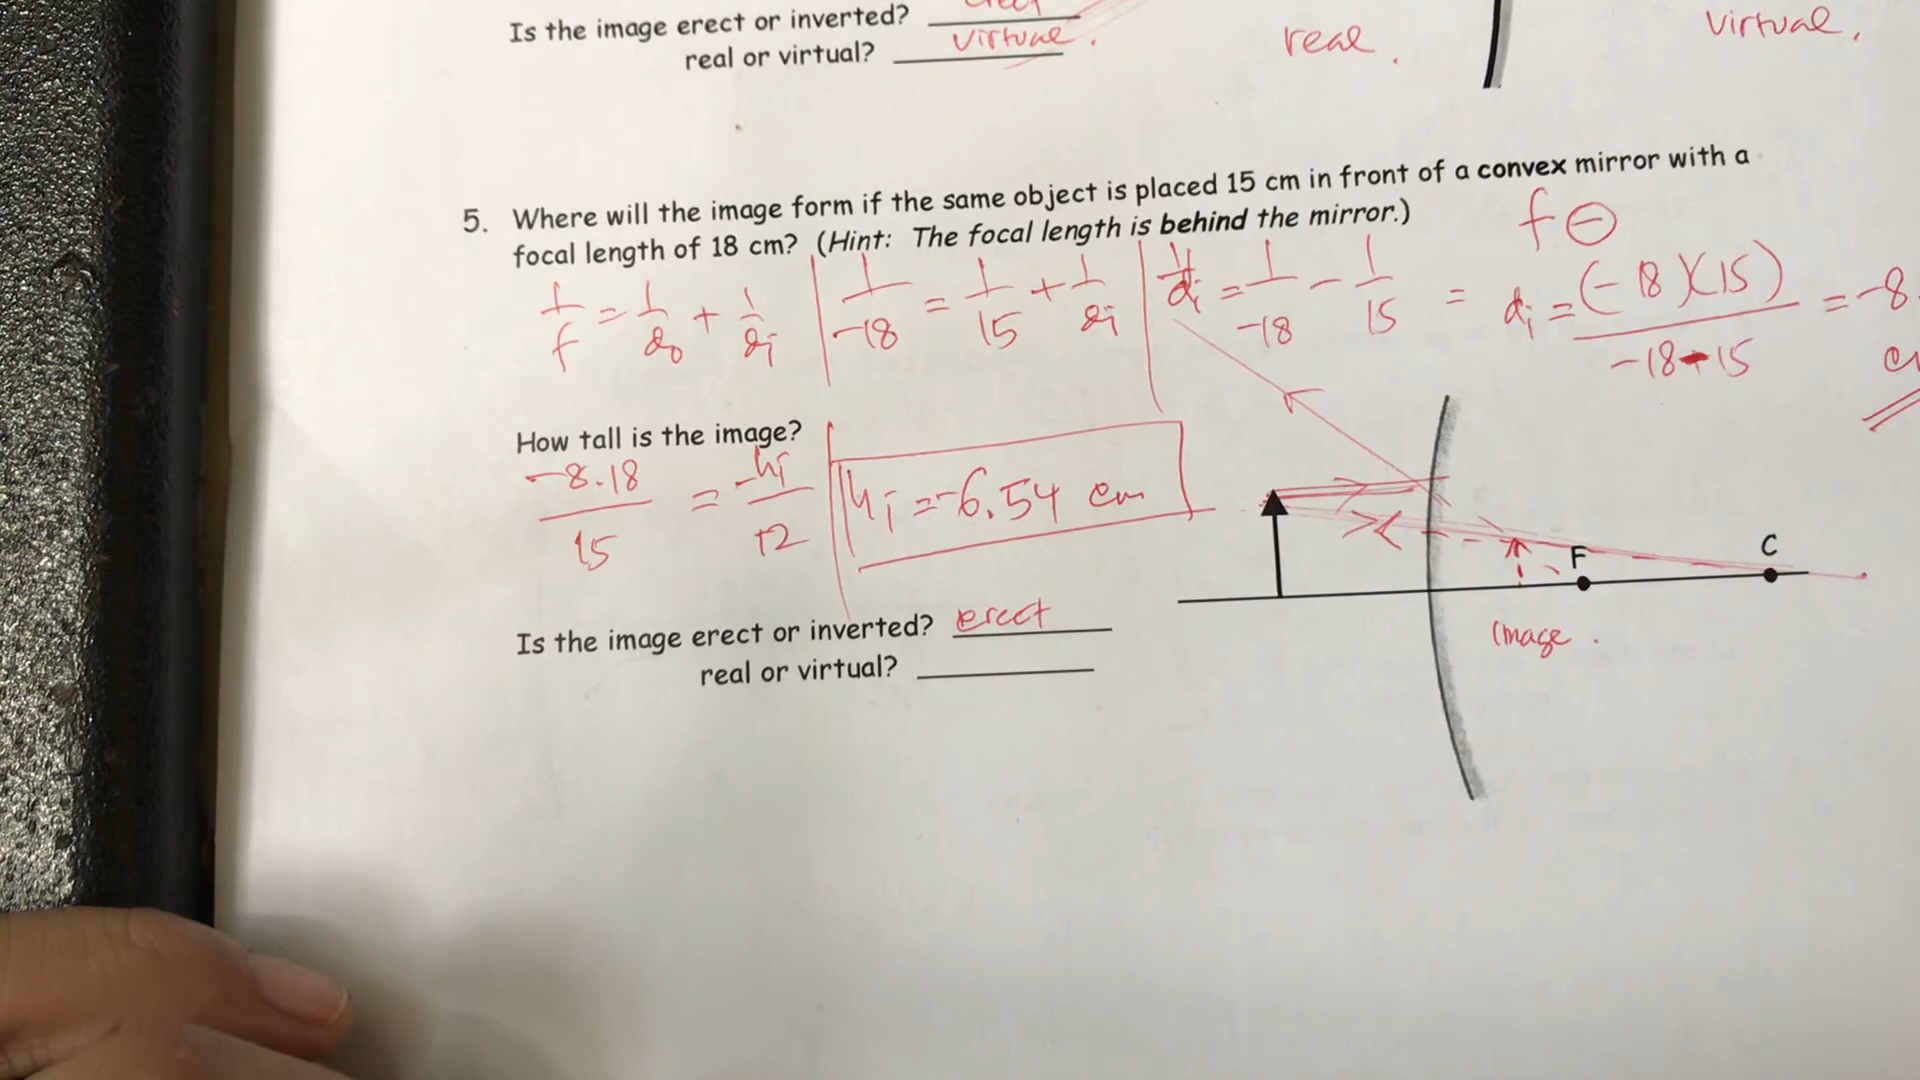 Is the image erect or inverted? erect
real or virtual? virtual.
real.
virtual.
5. Where will the image form if the same object is placed 15 cm in front of a convex mirror with a
focal length of 18 cm? (Hint: The focal length is behind the mirror.)
f ⊖
1/f = 1/do + 1/di | 1/-18 = 1/15 + 1/di | 1/di = 1/-18 - 1/15 = di = (-18)(15)/-18-15 = -8.
How tall is the image?
-8.18/15 = -hi/12 | hi = -6.54 cm
F
C
Image.
Is the image erect or inverted? erect
real or virtual?